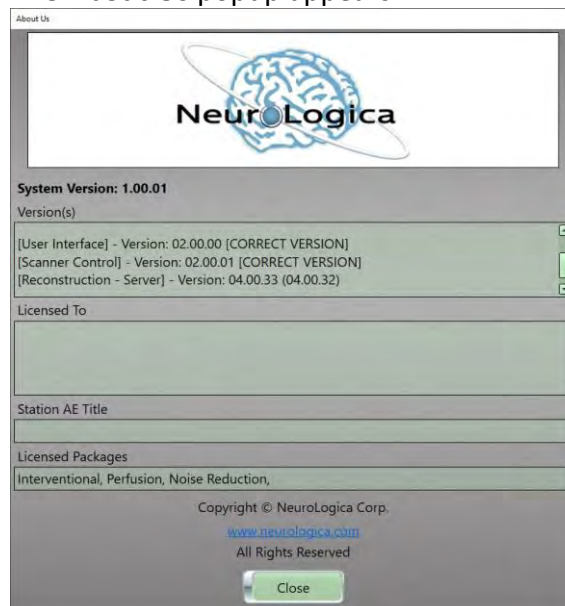 About Us
NeuroLogica
System Version: 1.00.01
Version(s)
[User Interface] - Version: 02.00.00 [CORRECT VERSION]
[Scanner Control] - Version: 02.00.01 [CORRECT VERSION]
[Reconstruction - Server] - Version: 04.00.33 (04.00.32)
Licensed To
Station AE Title
Licensed Packages
Interventional, Perfusion, Noise Reduction,
Copyright © NeuroLogica Corp.
www.neurologica.com
All Rights Reserved
Close